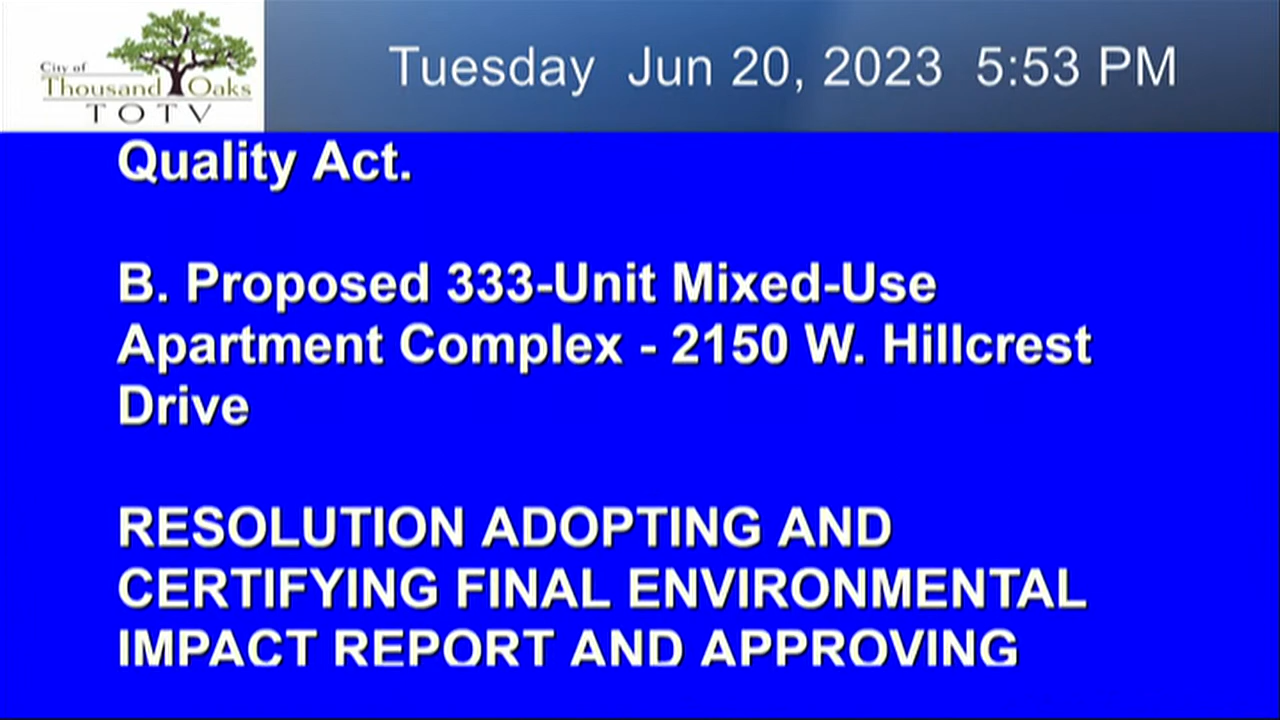 City of
Thousand Oaks
TOTV
Tuesday Jun 20, 2023 5:53 PM
Quality Act.
B. Proposed 333-Unit Mixed-Use
Apartment Complex - 2150 W. Hillcrest
Drive
RESOLUTION ADOPTING AND
CERTIFYING FINAL ENVIRONMENTAL
IMPACT REPORT AND APPROVING